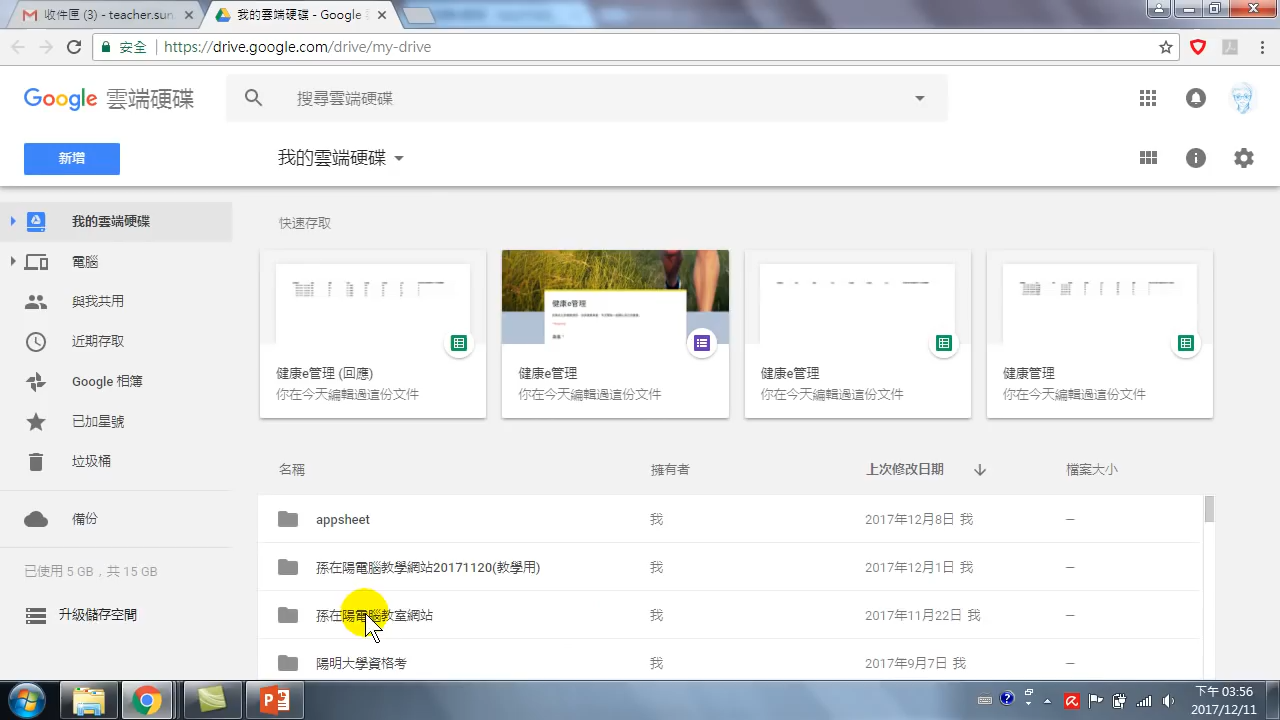 收件匣 (3) - teacher.sun
我的雲端硬碟 - Google
安全 https://drive.google.com/drive/my-drive
Google 雲端硬碟
搜尋雲端硬碟
新增
我的雲端硬碟
我的雲端硬碟
電腦
與我共用
近期存取
Google 相簿
已加星號
垃圾桶
備份
已使用 5 GB，共 15 GB
升級儲存空間
快速存取
健康e管理 (回應)
你在今天編輯過這份文件
健康e管理
健康e管理
你在今天編輯過這份文件
健康e管理
你在今天編輯過這份文件
健康管理
你在今天編輯過這份文件
名稱 擁有者 上次修改日期 檔案大小
appsheet 我 2017年12月8日 我 —
孫在陽電腦教學網站20171120(教學用) 我 2017年12月1日 我 —
孫在陽電腦教室網站 我 2017年11月22日 我 —
陽明大學資格考 我 2017年9月7日 我 —
下午 03:56
2017/12/11